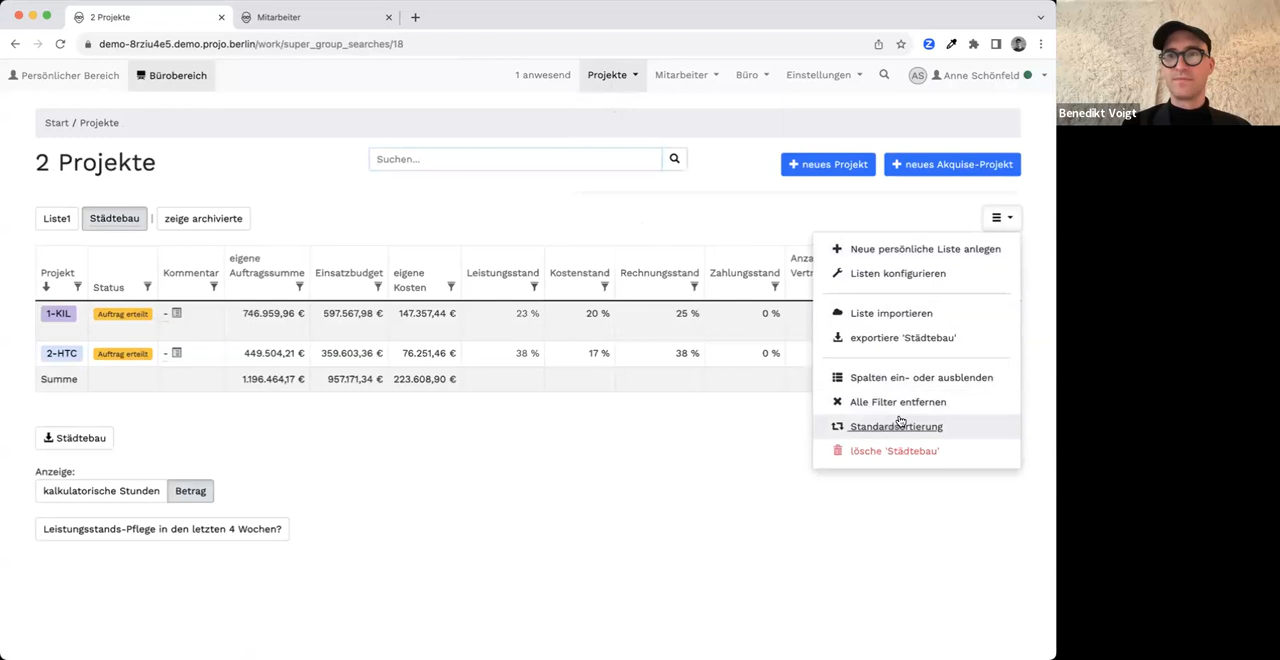 2 Projekte
Mitarbeiter
demo-8rziu4e5.demo.projo.berlin/work/super_group_searches/18
Persönlicher Bereich
Bürobereich
1 anwesend
Projekte
Mitarbeiter
Büro
Einstellungen
AS
Anne Schönfeld
Benedikt Voigt
Start / Projekte
2 Projekte
Suchen...
+ neues Projekt
+ neues Akquise-Projekt
Liste1
Städtebau
|
zeige archivierte
Projekt
Status
Kommentar
eigene
Auftragssumme
Einsatzbudget
eigene
Kosten
Leistungsstand
Kostenstand
Rechnungsstand
Zahlungsstand
1-KIL
Auftrag erteilt
-
746.959,96 €
597.567,98 €
147.357,44 €
23 %
20 %
25 %
0 %
2-HTC
Auftrag erteilt
-
449.504,21 €
359.603,36 €
76.251,46 €
38 %
17 %
38 %
0 %
Summe
1.196.464,17 €
957.171,34 €
223.608,90 €
Neue persönliche Liste anlegen
Listen konfigurieren
Liste importieren
exportiere 'Städtebau'
Spalten ein- oder ausblenden
Alle Filter entfernen
Standardsortierung
lösche 'Städtebau'
Städtebau
Anzeige:
kalkulatorische Stunden
Betrag
Leistungsstands-Pflege in den letzten 4 Wochen?